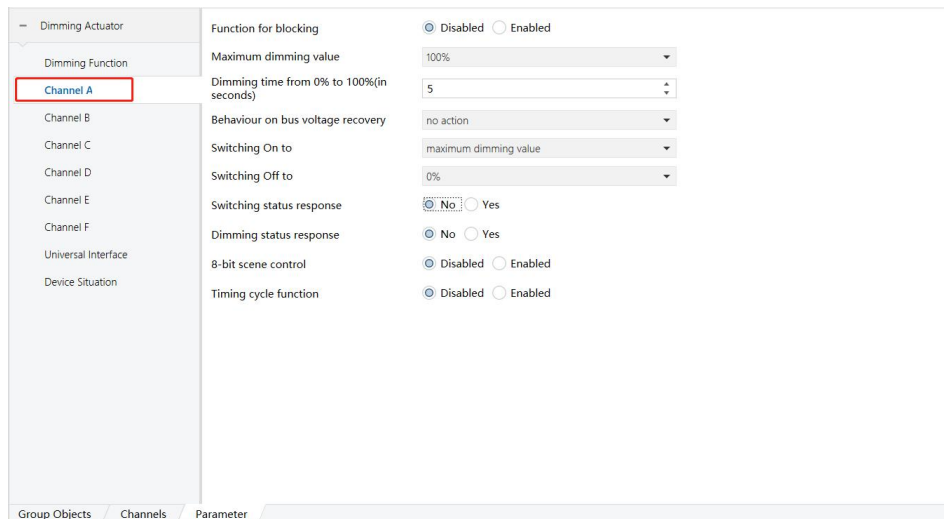 Dimming Actuator
Dimming Function
Channel A
Channel B
Channel C
Channel D
Channel E
Channel F
Universal Interface
Device Situation
Function for blocking Disabled Enabled
Maximum dimming value 100%
Dimming time from 0% to 100%(in
seconds) 5
Behaviour on bus voltage recovery no action
Switching On to maximum dimming value
Switching Off to 0%
Switching status response No Yes
Dimming status response No Yes
8-bit scene control Disabled Enabled
Timing cycle function Disabled Enabled
Group Objects Channels Parameter